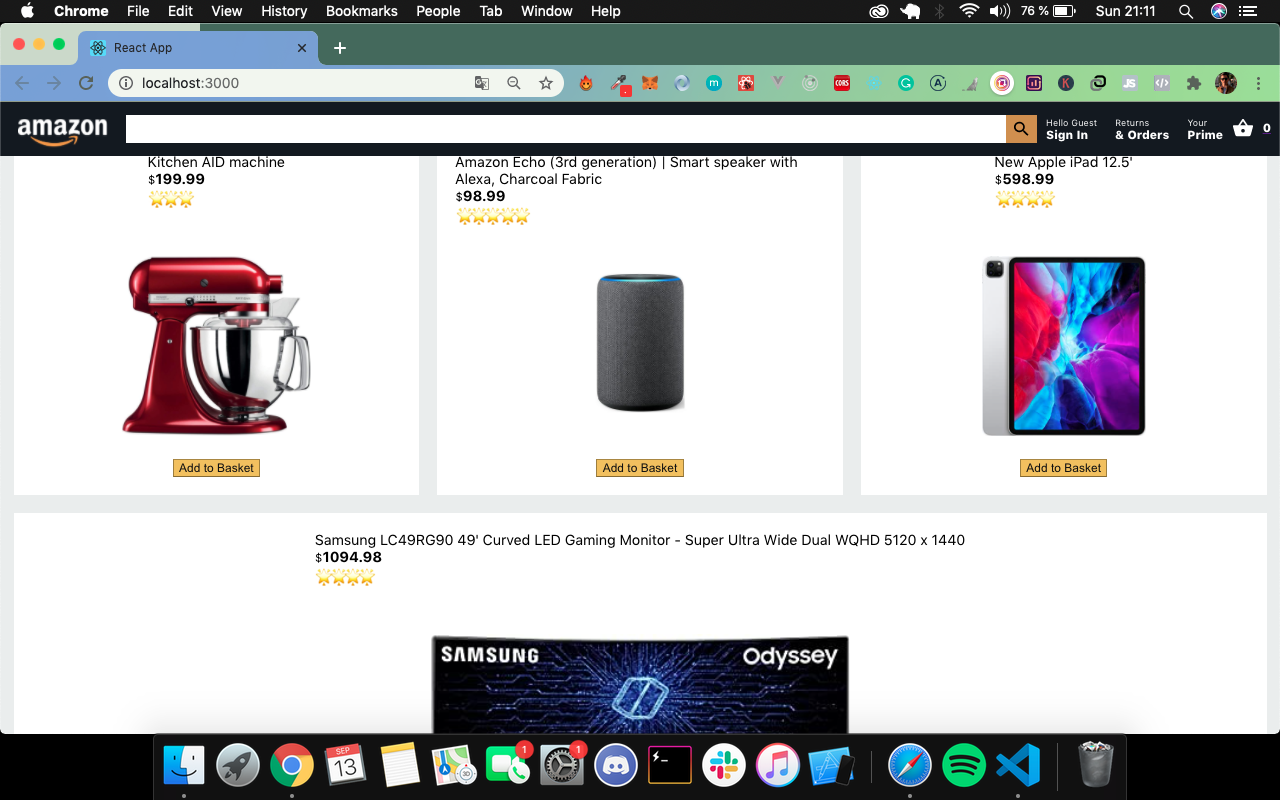 Chrome File Edit View History Bookmarks People Tab Window Help 76 % Sun 21:11
React App
localhost:3000
m CORS G A K JS
amazon
Hello Guest
Sign In
Returns
& Orders
Your
Prime
0
Kitchen AID machine
$199.99
Amazon Echo (3rd generation) | Smart speaker with
Alexa, Charcoal Fabric
$98.99
New Apple iPad 12.5'
$598.99
Add to Basket
Add to Basket
Add to Basket
Samsung LC49RG90 49' Curved LED Gaming Monitor - Super Ultra Wide Dual WQHD 5120 x 1440
$1094.98
SAMSUNG Odyssey
SEP
13
3D
1
1